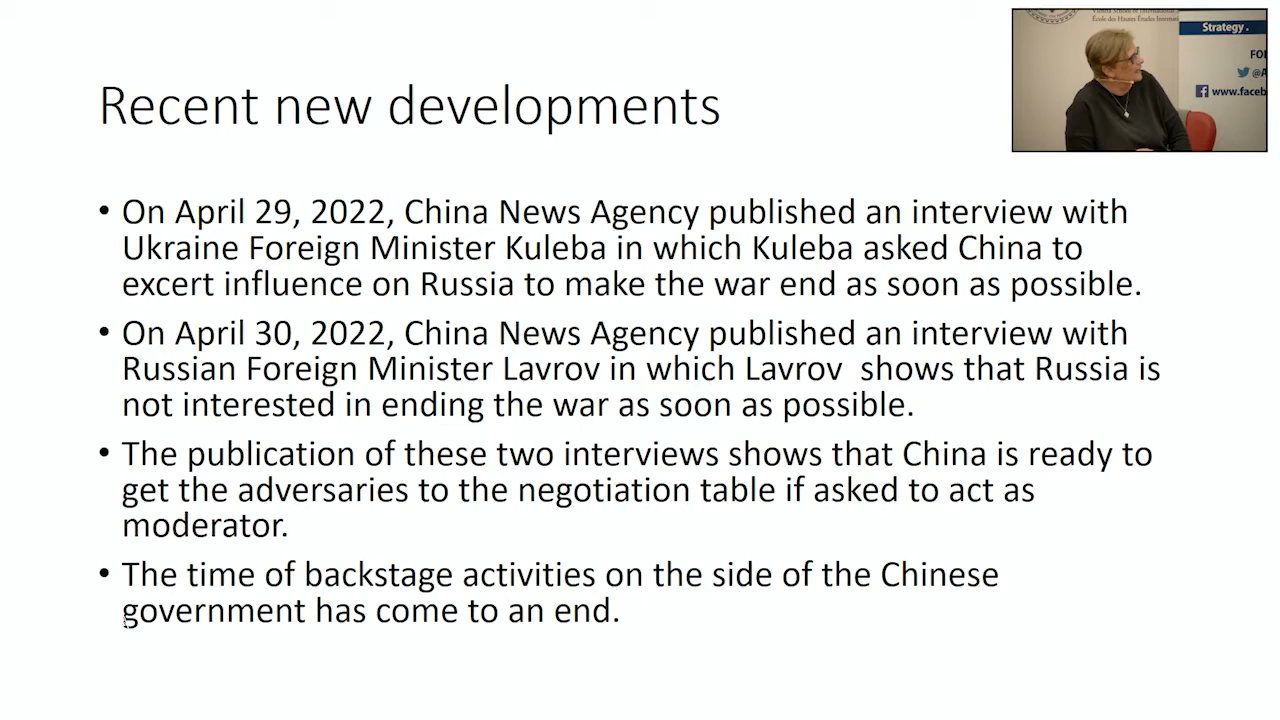 Recent new developments
• On April 29, 2022, China News Agency published an interview with
Ukraine Foreign Minister Kuleba in which Kuleba asked China to
excert influence on Russia to make the war end as soon as possible.
• On April 30, 2022, China News Agency published an interview with
Russian Foreign Minister Lavrov in which Lavrov  shows that Russia is
not interested in ending the war as soon as possible.
• The publication of these two interviews shows that China is ready to
get the adversaries to the negotiation table if asked to act as
moderator.
• The time of backstage activities on the side of the Chinese
government has come to an end.
École des Hautes Études
Strategy.
FO
@A
www.faceb